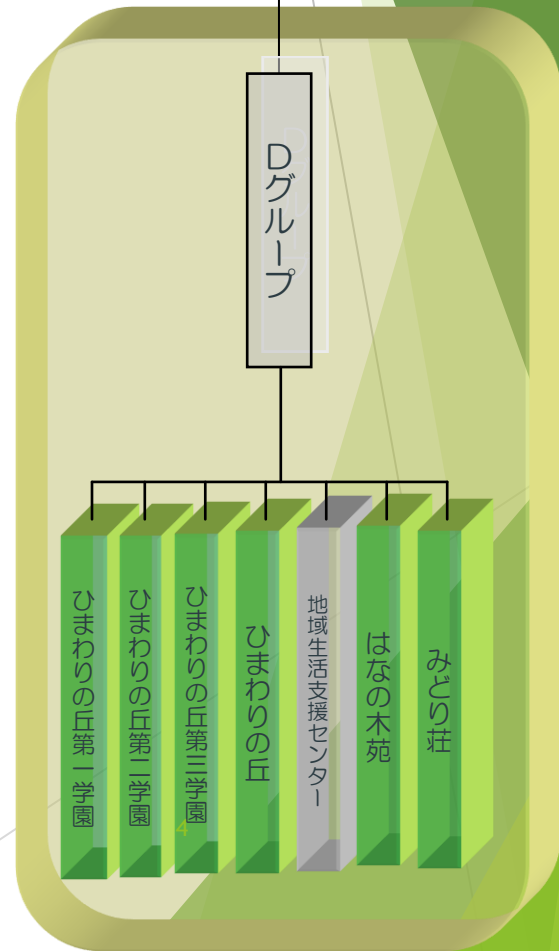 Dグループ
みどり荘
はなの木苑
地域生活支援センター
ひまわりの丘
ひまわりの丘第三学園
ひまわりの丘第二学園
ひまわりの丘第一学園
4